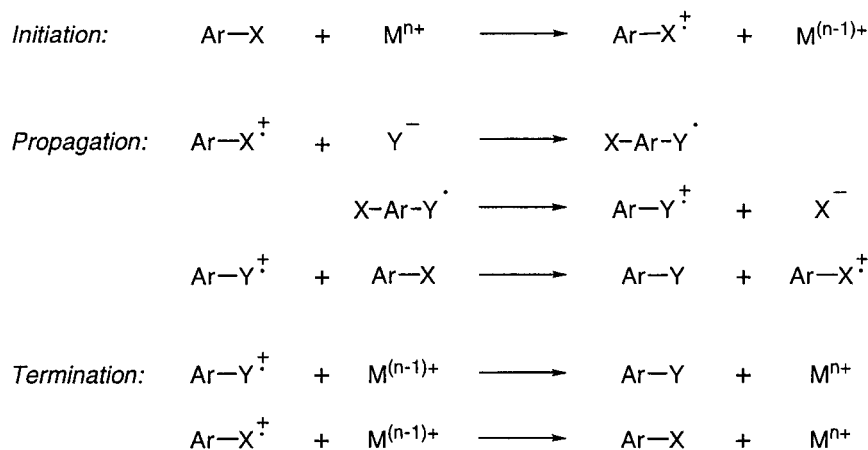 Initiation: Ar—X + Mⁿ⁺ ⟶ Ar—X⁺· + M⁽ⁿ⁻¹⁾⁺
Propagation: Ar—X⁺· + Y⁻ ⟶ X–Ar–Y·
X–Ar–Y· ⟶ Ar—Y⁺· + X⁻
Ar—Y⁺· + Ar—X ⟶ Ar—Y + Ar—X⁺·
Termination: Ar—Y⁺· + M⁽ⁿ⁻¹⁾⁺ ⟶ Ar—Y + Mⁿ⁺
Ar—X⁺· + M⁽ⁿ⁻¹⁾⁺ ⟶ Ar—X + Mⁿ⁺